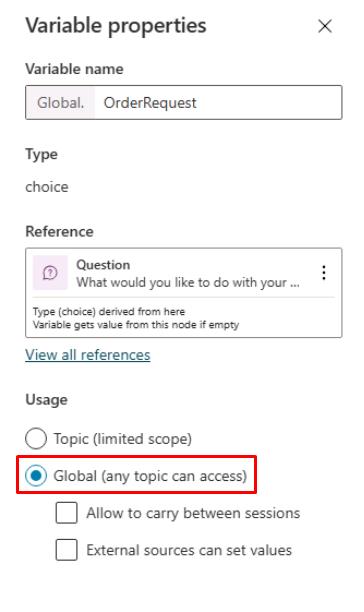 Variable properties
Variable name
Global. OrderRequest
Type
choice
Reference
Question
What would you like to do with your ...
Type (choice) derived from here
Variable gets value from this node if empty
View all references
Usage
Topic (limited scope)
Global (any topic can access)
Allow to carry between sessions
External sources can set values